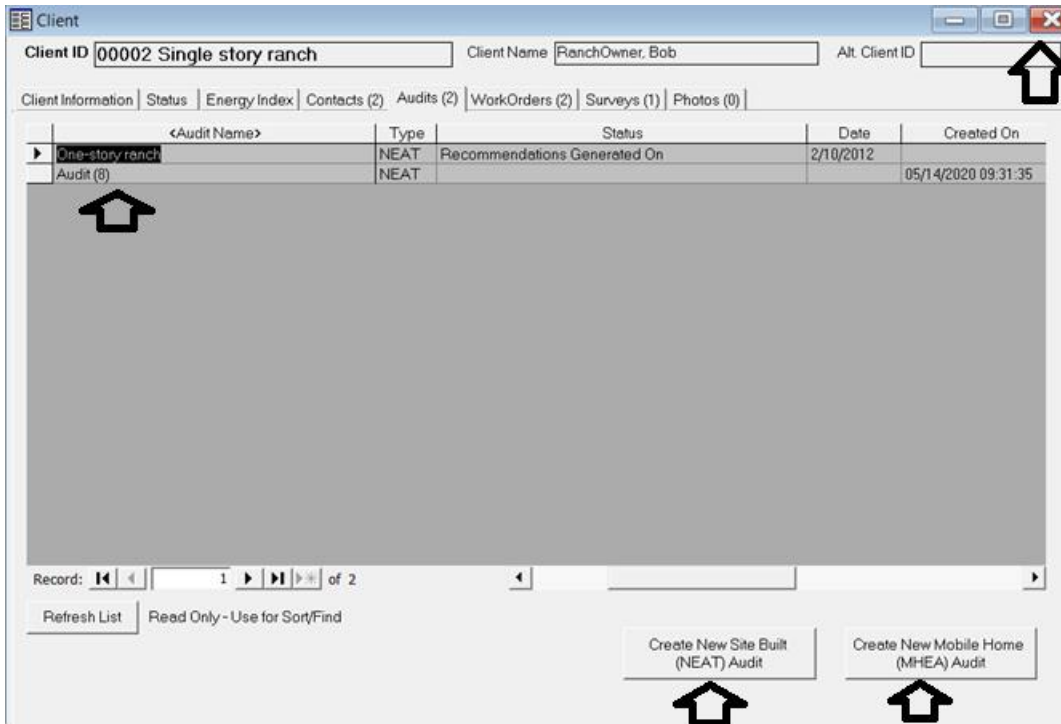 Client
Client ID 00002 Single story ranch Client Name RanchOwner, Bob Alt. Client ID
Client Information Status Energy Index Contacts (2) Audits (2) WorkOrders (2) Surveys (1) Photos (0)
<Audit Name> Type Status Date Created On
One-story ranch NEAT Recommendations Generated On 2/10/2012
Audit (8) NEAT 05/14/2020 09:31:35
Record: 1 of 2
Refresh List Read Only - Use for Sort/Find
Create New Site Built
(NEAT) Audit
Create New Mobile Home
(MHEA) Audit